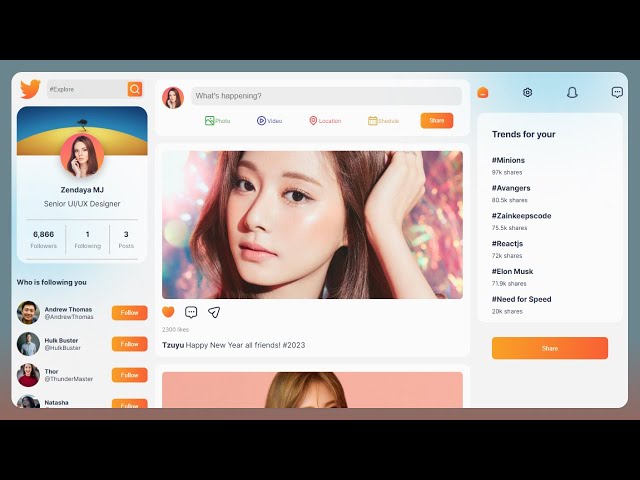 #Explore
Zendaya MJ
Senior UI/UX Designer
6,866
Followers
1
Following
3
Posts
Who is following you
Andrew Thomas
@AndrewThomas
Follow
Hulk Buster
@HulkBuster
Follow
Thor
@ThunderMaster
Follow
Natasha
Follow
What's happening?
Photo
Video
Location
Shedule
Share
2300 likes
Tzuyu Happy New Year all friends! #2023
Trends for your
#Minions
97k shares
#Avangers
80.5k shares
#Zainkeepscode
75.5k shares
#Reactjs
72k shares
#Elon Musk
71.9k shares
#Need for Speed
20k shares
Share